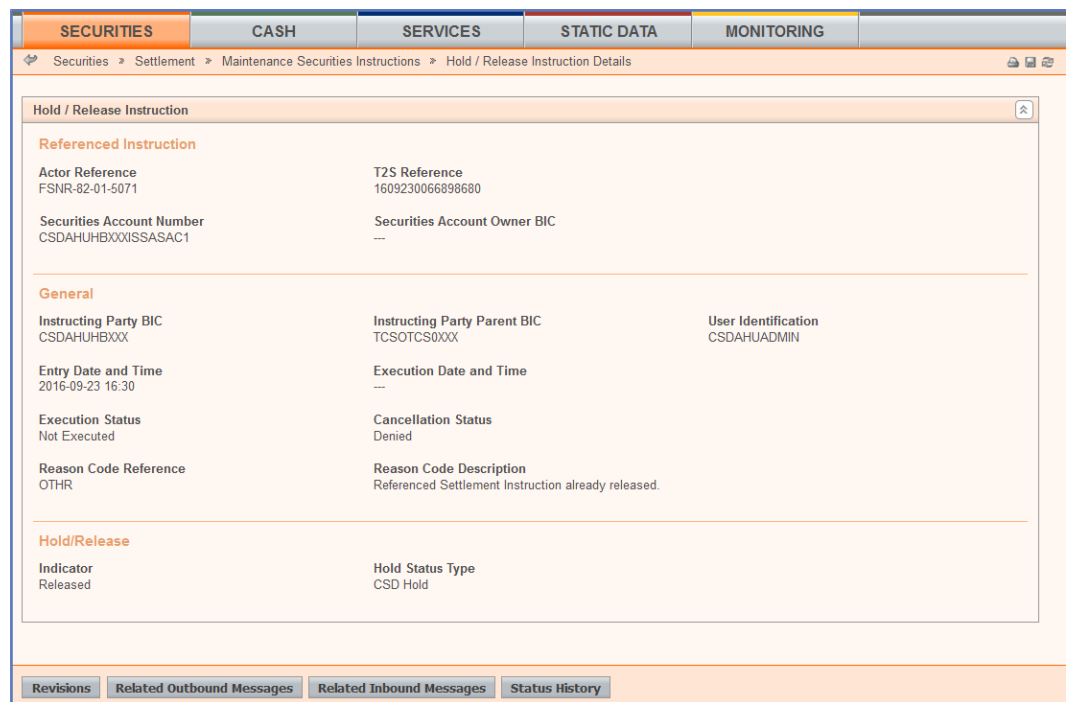 SECURITIES CASH SERVICES STATIC DATA MONITORING
Securities » Settlement » Maintenance Securities Instructions » Hold / Release Instruction Details
Hold / Release Instruction
Referenced Instruction
Actor Reference T2S Reference
FSNR-82-01-5071 1609230066898680
Securities Account Number Securities Account Owner BIC
CSDAHUHBXXXISSASAC1 ---
General
Instructing Party BIC Instructing Party Parent BIC User Identification
CSDAHUHBXXX TCSOTCS0XXX CSDAHUADMIN
Entry Date and Time Execution Date and Time
2016-09-23 16:30 ---
Execution Status Cancellation Status
Not Executed Denied
Reason Code Reference Reason Code Description
OTHR Referenced Settlement Instruction already released.
Hold/Release
Indicator Hold Status Type
Released CSD Hold
Revisions Related Outbound Messages Related Inbound Messages Status History